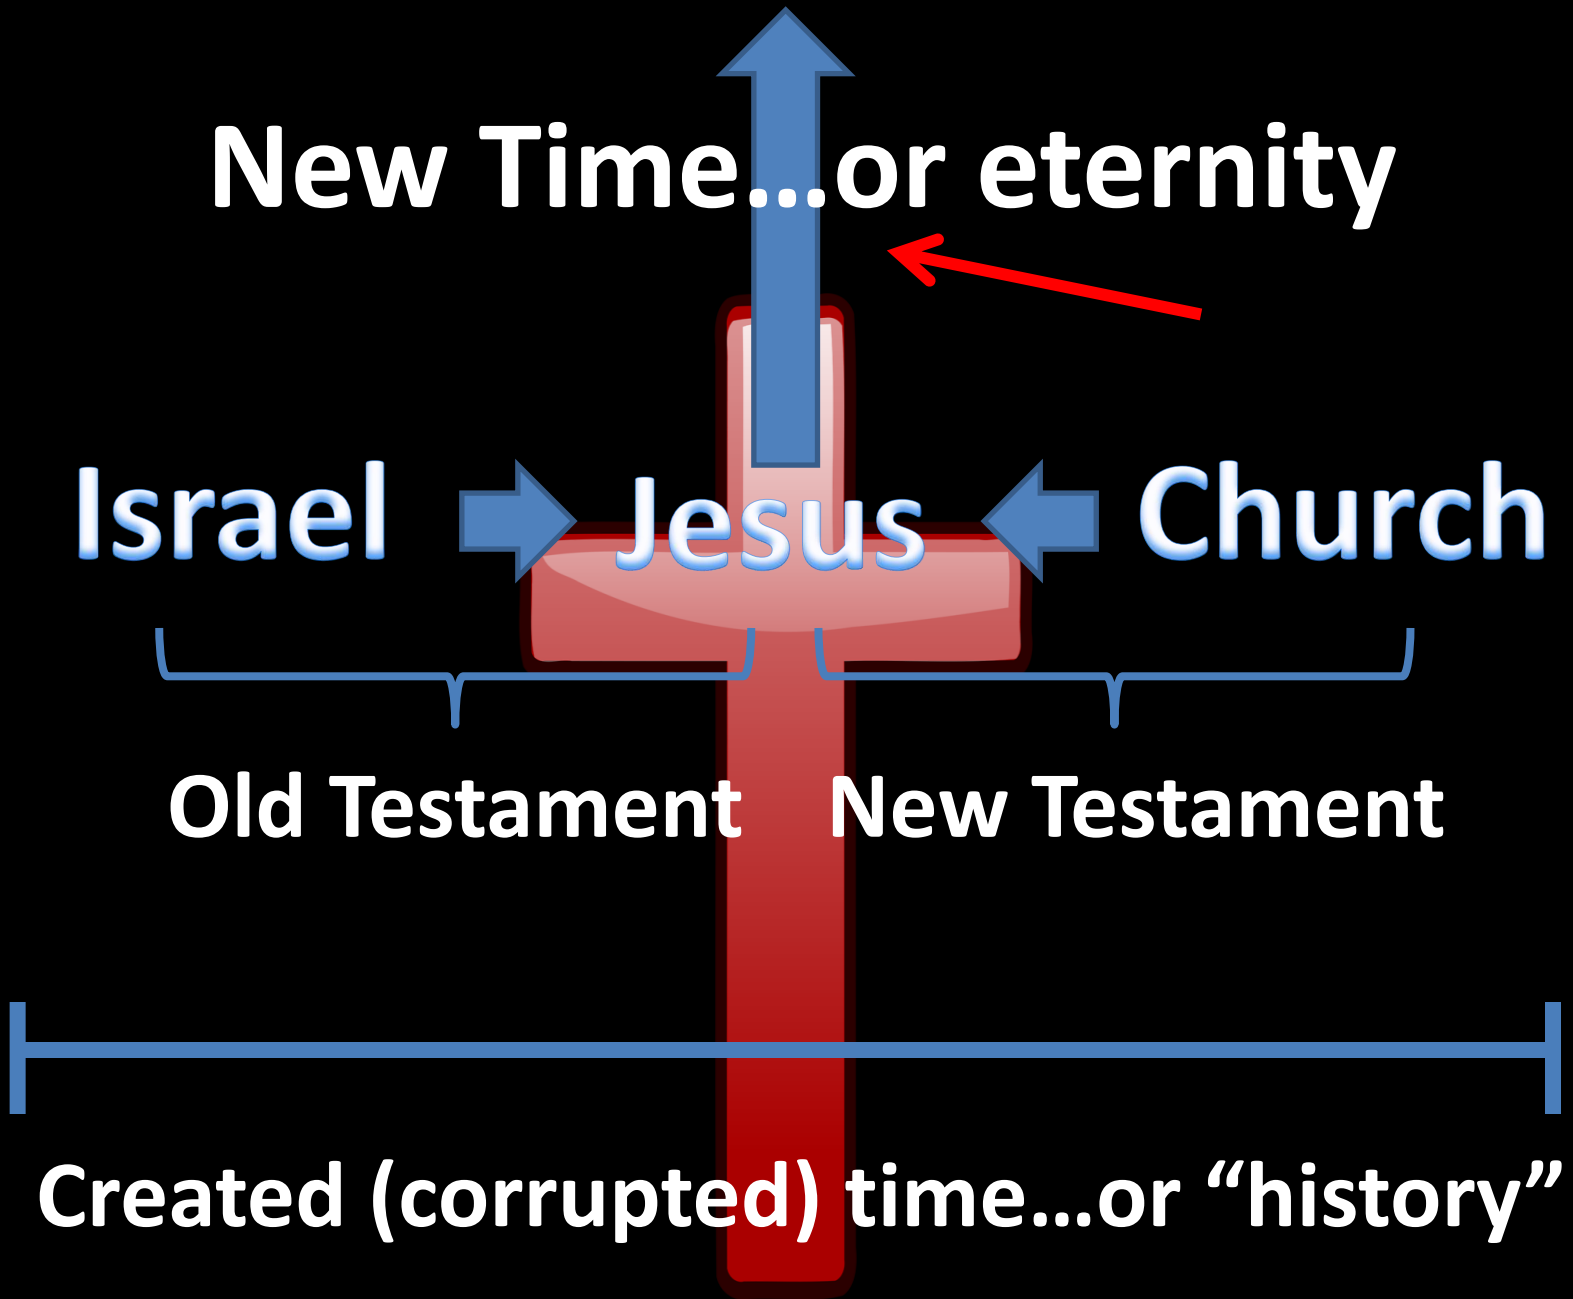 New Time...or eternity
Israel Jesus Church
Old Testament New Testament
Created (corrupted) time...or “history”